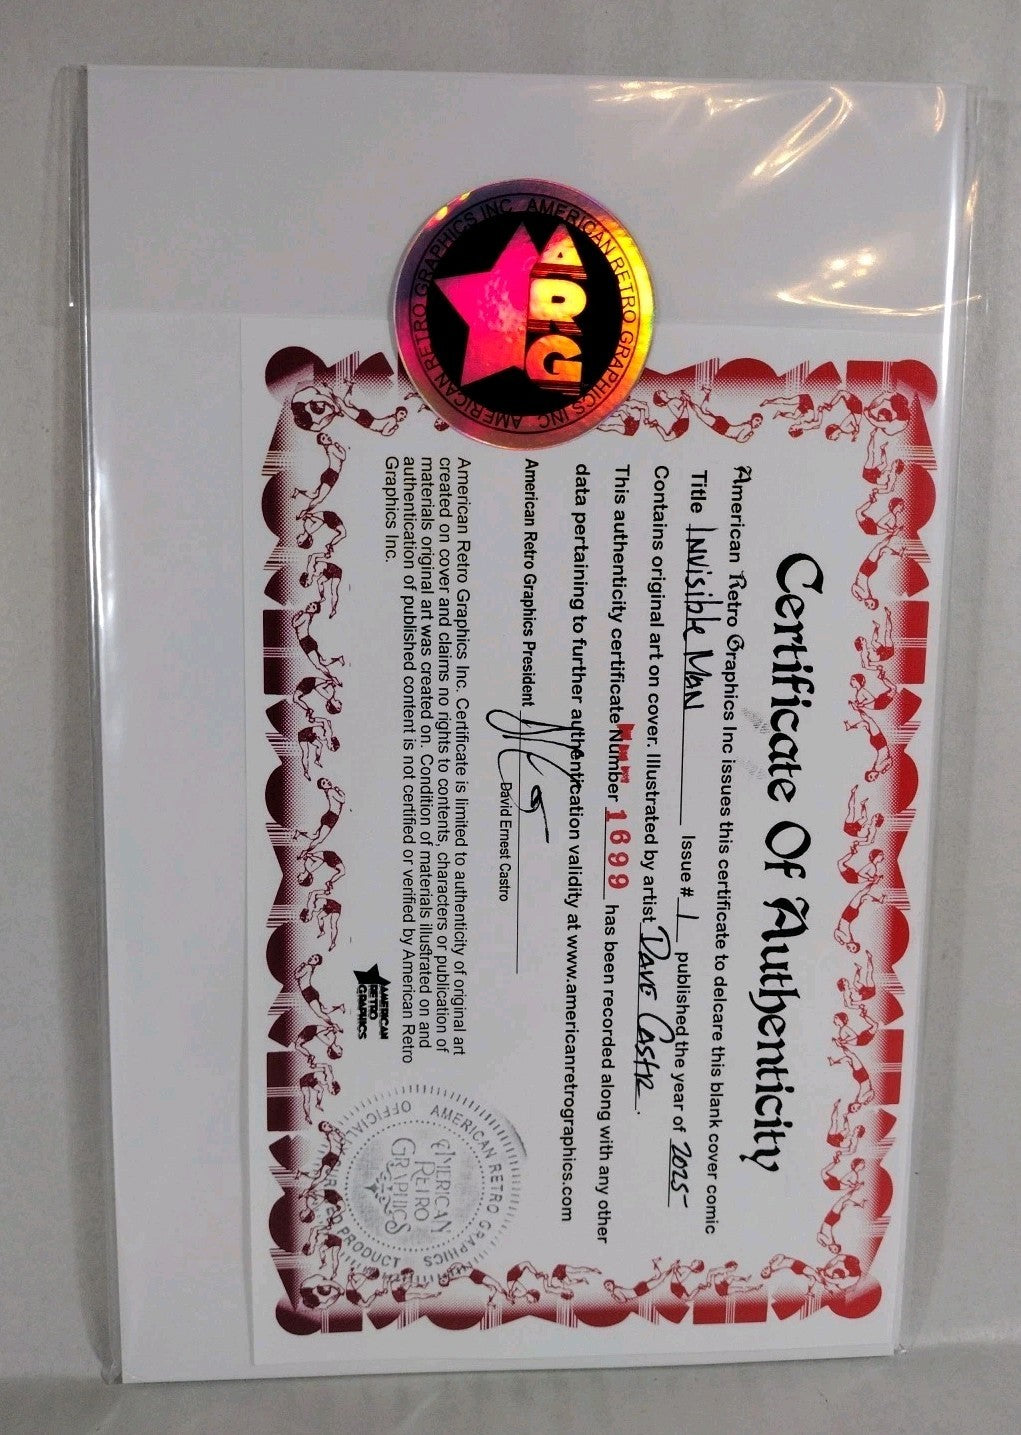 Certificate Of Authenticity
American Retro Graphics Inc issues this certificate to delcare this blank cover comic
Title Invisible Man Issue # 1 published the year of 2025
Contains original art on cover. Illustrated by artist Dave Castr.
This authenticity certificate Number 1699 has been recorded along with any other
data pertaining to further authentication validity at www.americanretrographics.com
American Retro Graphics President
David Ernest Castro
American Retro Graphics Inc. Certificate is limited to authenticity of original art
created on cover and claims no rights to contents, characters or publication of
materials original art was created on. Condition of materials illustrated on and
authentication of published content is not certified or verified by American Retro
Graphics Inc.
AMERICAN
RETRO
GRAPHICS
AMERICAN RETRO GRAPHICS INC AMERICAN RETRO GRAPHICS INC
ARG
AMERICAN RETRO GRAPHICS
OFFICIAL PRODUCT
AMERICAN
RETRO
GRAPHICS